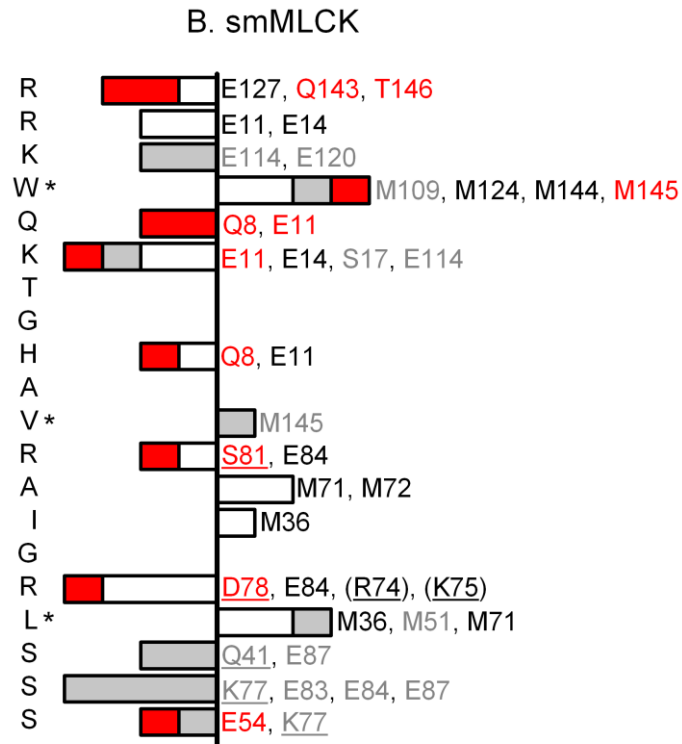 B. smMLCK
R E127, Q143, T146
R E11, E14
K E114, E120
W * M109, M124, M144, M145
Q Q8, E11
K E11, E14, S17, E114
T
G
H Q8, E11
A
V * M145
R S81, E84
A M71, M72
I M36
G
R D78, E84, (R74), (K75)
L * M36, M51, M71
S Q41, E87
S K77, E83, E84, E87
S E54, K77